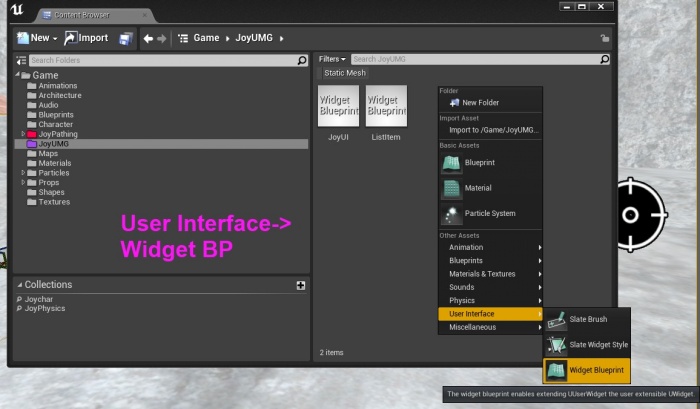 Content Browser
New
Import
Game
JoyUMG
Search Folders
Game
Animations
Architecture
Audio
Blueprints
Character
JoyPathing
JoyUMG
Maps
Materials
Particles
Props
Shapes
Textures
User Interface->
Widget BP
Collections
Joychar
JoyPhysics
Filters
Search JoyUMG
Static Mesh
Widget
Blueprint
JoyUI
Widget
Blueprint
ListItem
2 items
Folder
New Folder
Import Asset
Import to /Game/JoyUMG...
Basic Assets
Blueprint
Material
Particle System
Other Assets
Animation
Blueprints
Materials & Textures
Sounds
Physics
User Interface
Miscellaneous
Slate Brush
Slate Widget Style
Widget Blueprint
The widget blueprint enables extending UUserWidget the user extensible UWidget